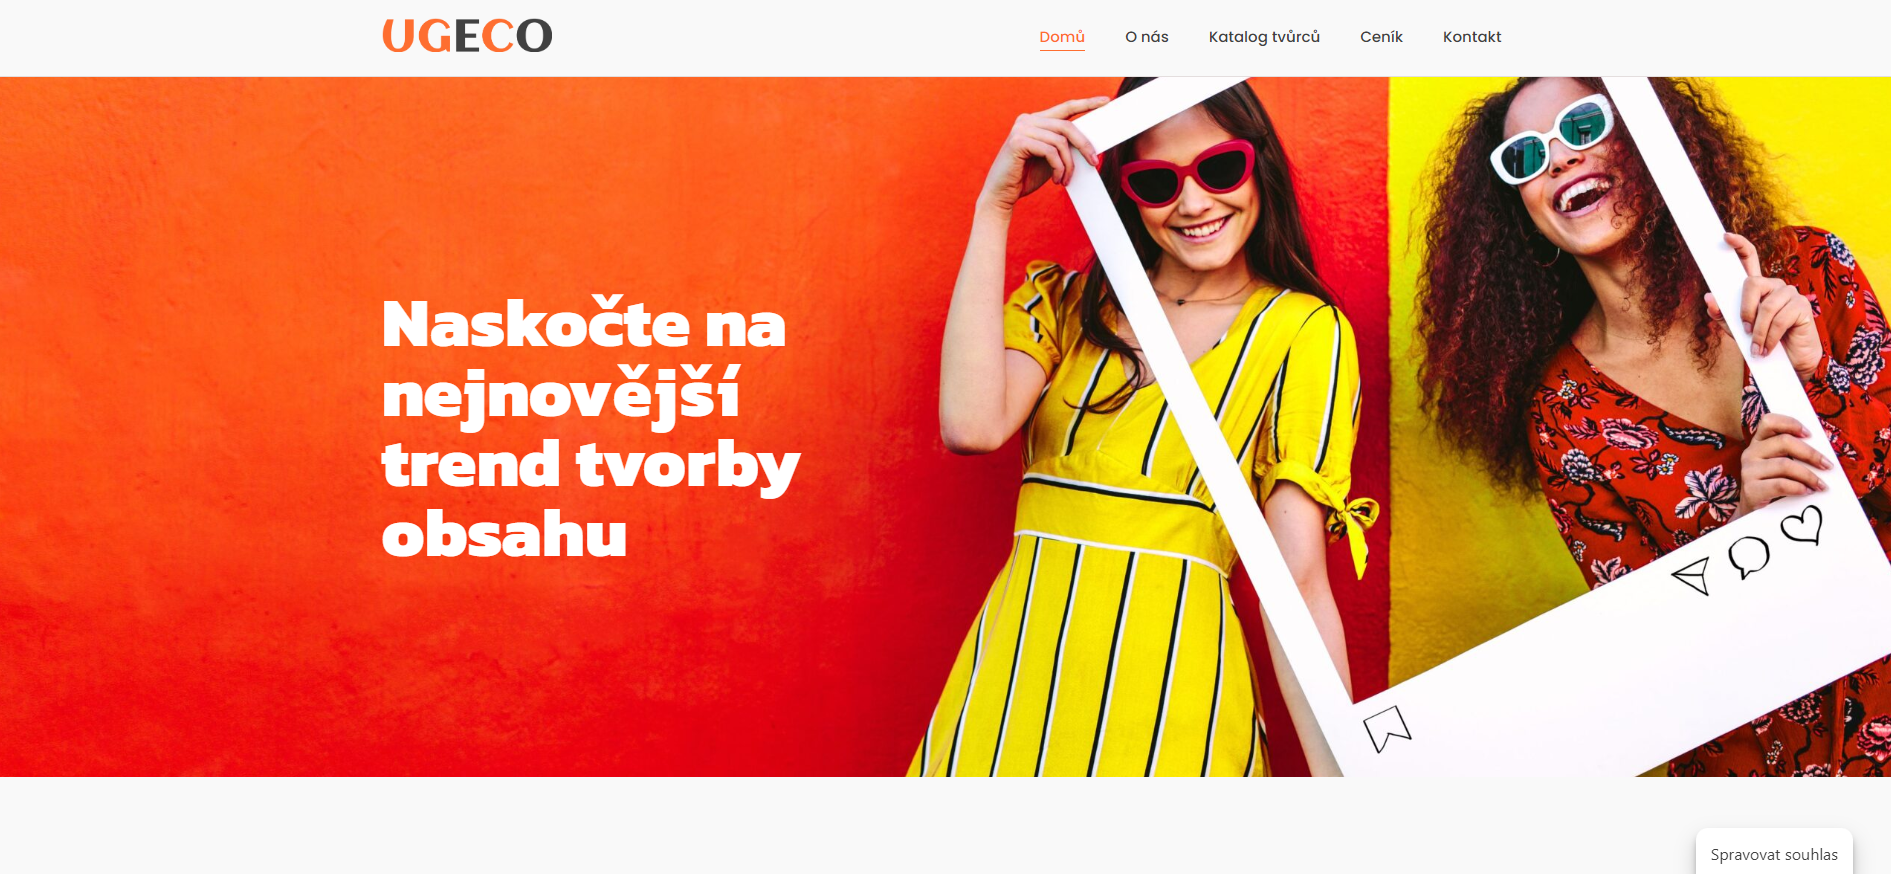 UGECO
Domů
O nás
Katalog tvůrců
Ceník
Kontakt
Naskočte na
nejnovější
trend tvorby
obsahu
Spravovat souhlas